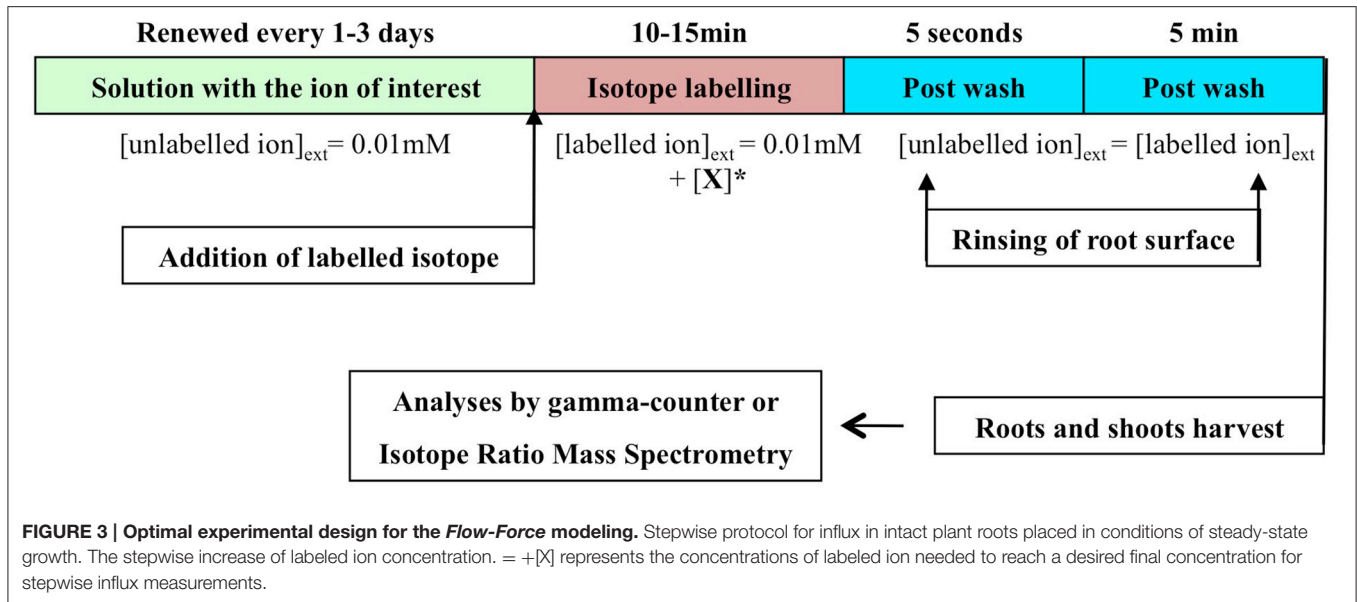 Renewed every 1-3 days 10-15min 5 seconds 5 min
Solution with the ion of interest Isotope labelling Post wash Post wash
[unlabelled ion]ext= 0.01mM [labelled ion]ext = 0.01mM [unlabelled ion]ext = [labelled ion]ext
+ [X]*
Addition of labelled isotope
Rinsing of root surface
Analyses by gamma-counter or
Isotope Ratio Mass Spectrometry
Roots and shoots harvest
FIGURE 3 | Optimal experimental design for the Flow-Force modeling. Stepwise protocol for influx in intact plant roots placed in conditions of steady-state
growth. The stepwise increase of labeled ion concentration. = +[X] represents the concentrations of labeled ion needed to reach a desired final concentration for
stepwise influx measurements.